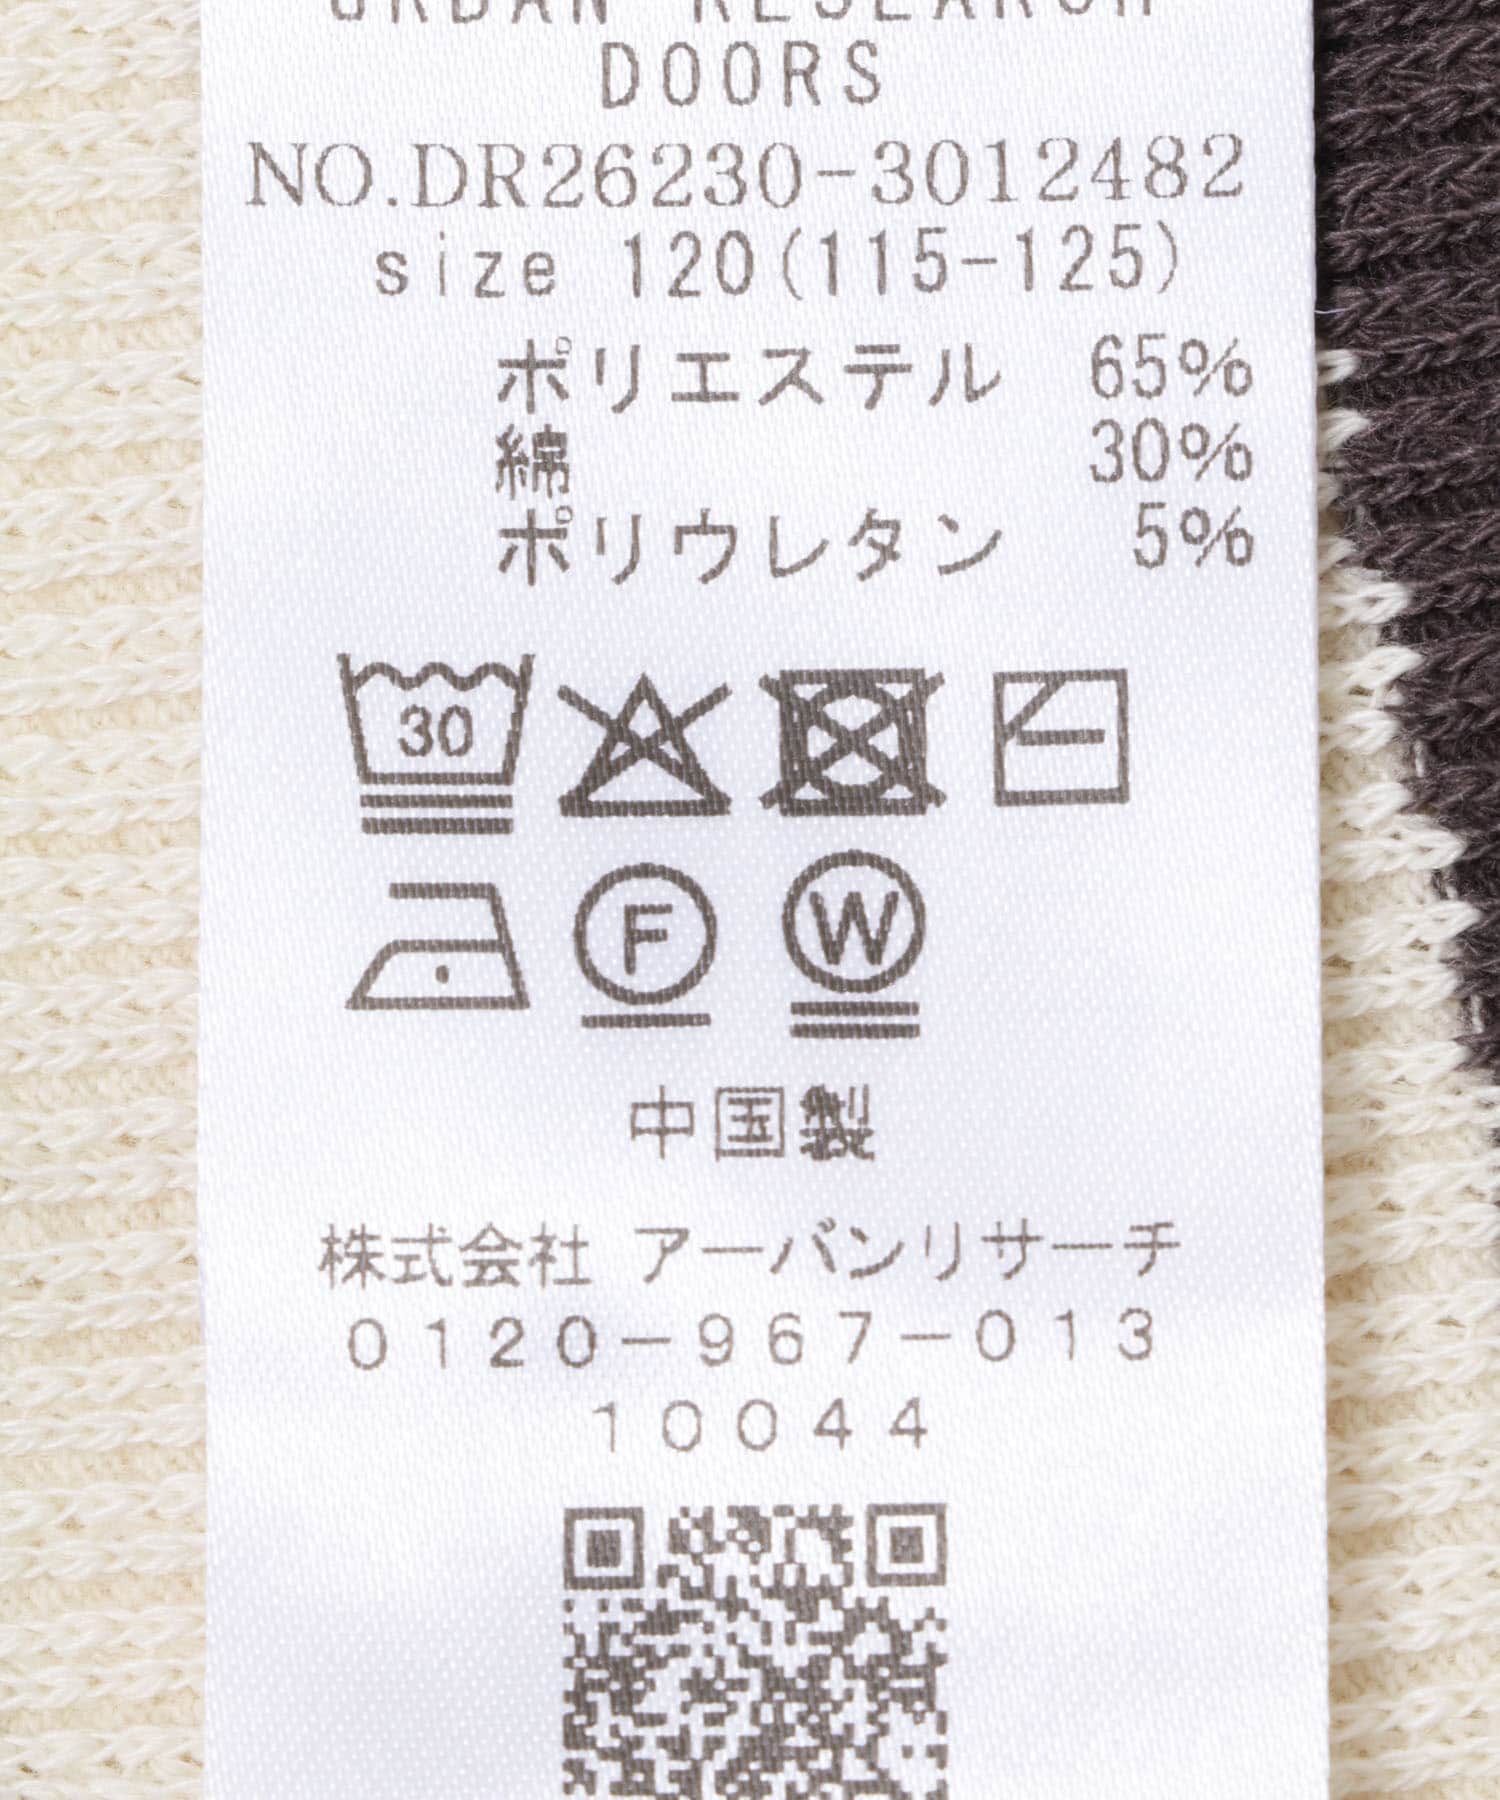 URBAN RESEARCH
DOORS
NO.DR26230-3012482
size 120(115-125)
ポリエステル 65%
綿 30%
ポリウレタン 5%
30
F W
中国製
株式会社 アーバンリサーチ
0120-967-013
10044